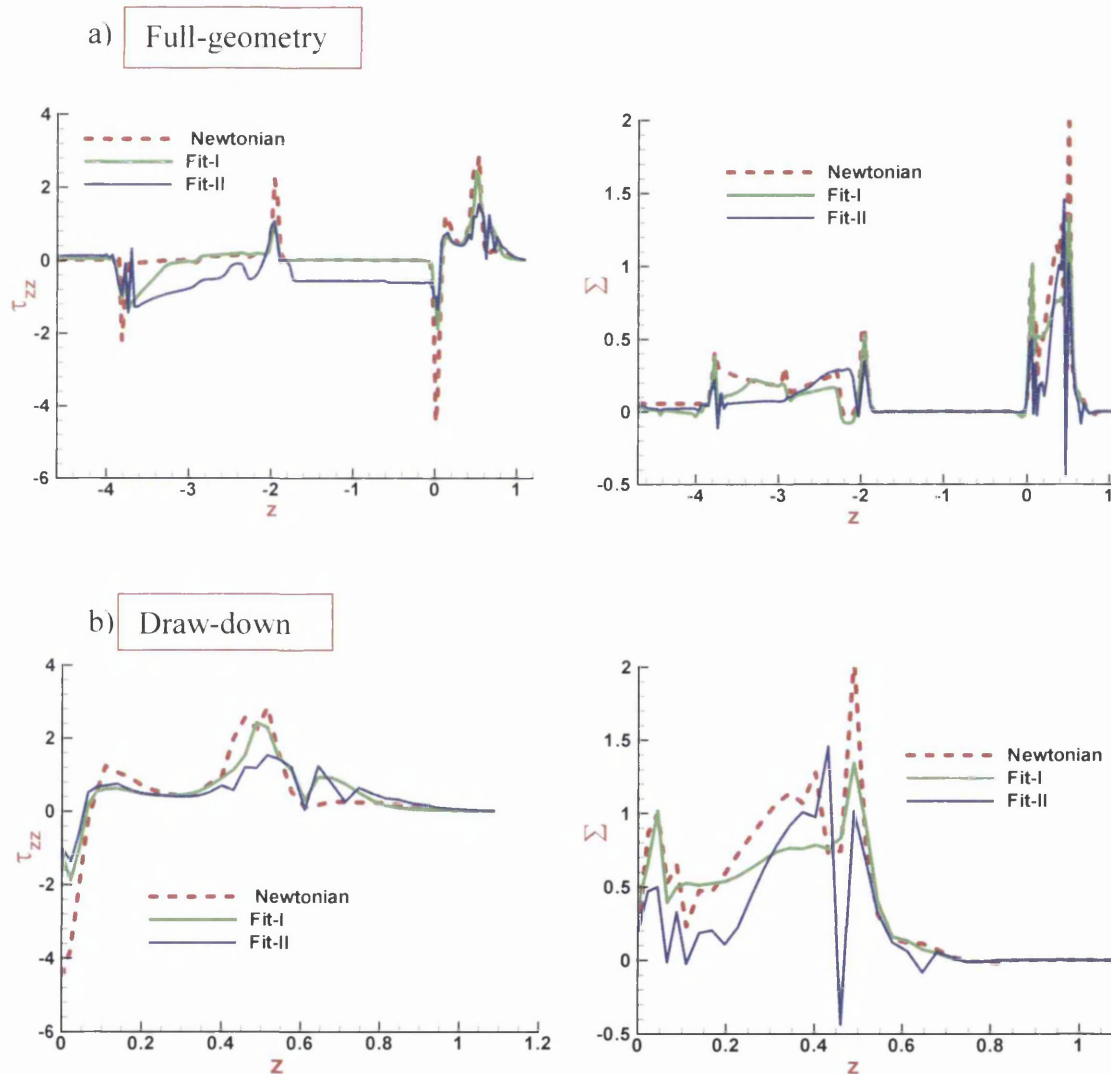 a) Full-geometry
4
2
0
-2
-4
-6
τzz
Newtonian
Fit-I
Fit-II
-4
-3
-2
-1
0
1
z
2
1.5
1
0.5
0
-0.5
Σ
Newtonian
Fit-I
Fit-II
-4
-3
-2
-1
0
1
z
b) Draw-down
4
2
0
-2
-4
-6
τzz
Newtonian
Fit-I
Fit-II
0
0.2
0.4
0.6
0.8
1
1.2
z
2
1.5
1
0.5
0
-0.5
Σ
Newtonian
Fit-I
Fit-II
0
0.2
0.4
0.6
0.8
1
z